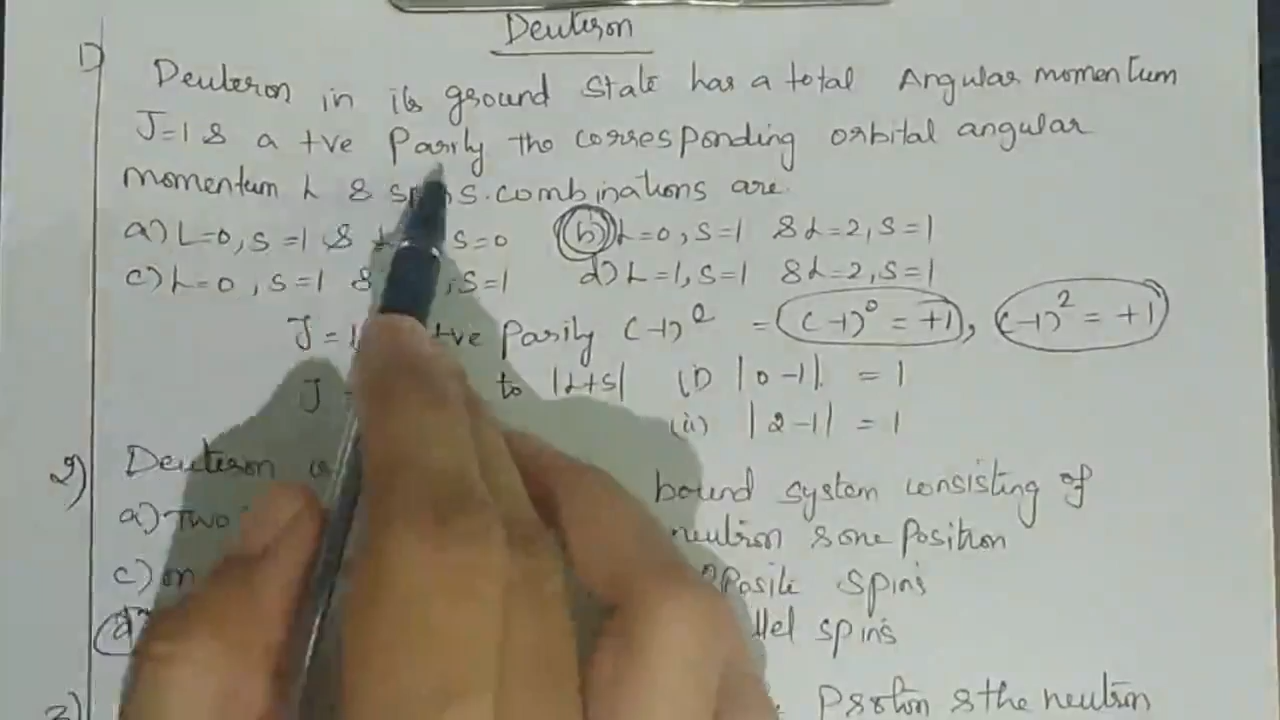 Deuteron
1) Deuteron in its ground state has a total Angular momentum
J=1 & a +ve Parity the corresponding orbital angular
momentum L & spins combinations are.
a) L=0, S=1 & S=0 (b) L=0, S=1 & L=2, S=1
c) L=0, S=1 & , S=1 d) L=1, S=1 & L=2, S=1
J=1 +ve Parity (-1)^l = (-1)^0 = +1, (-1)^2 = +1
J = to |L+S| (i) |0-1| = 1
(ii) |2-1| = 1
2) Deuteron is bound system consisting of
a) Two neutron & one Position
c) on opposite spins
(d) spins
3) Proton & the neutron